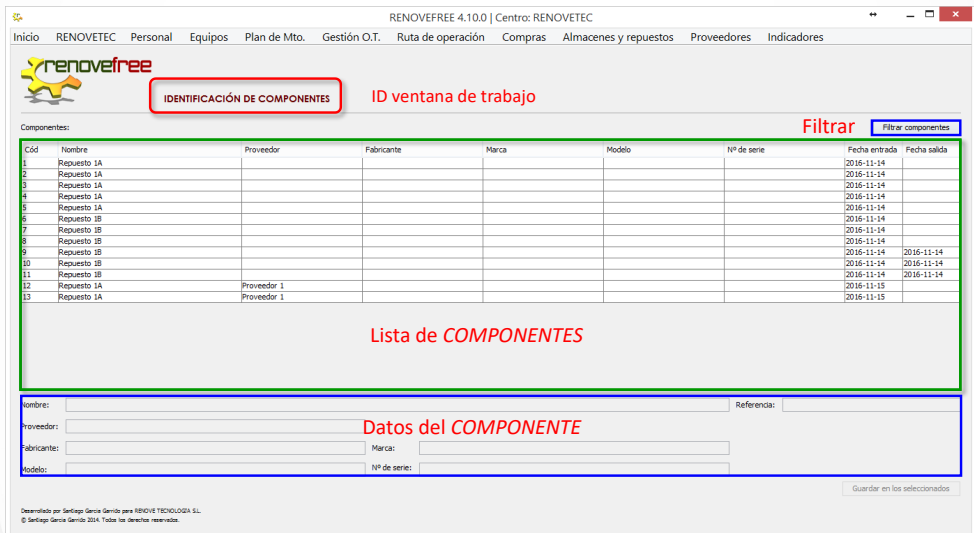 RENOVEFREE 4.10.0 | Centro: RENOVETEC
Inicio RENOVETEC Personal Equipos Plan de Mto. Gestión O.T. Ruta de operación Compras Almacenes y repuestos Proveedores Indicadores
renovefree
IDENTIFICACIÓN DE COMPONENTES
ID ventana de trabajo
Componentes:
Filtrar
Filtrar componentes
Cód Nombre Proveedor Fabricante Marca Modelo Nº de serie Fecha entrada Fecha salida
1 Repuesto 1A 2016-11-14
2 Repuesto 1A 2016-11-14
3 Repuesto 1A 2016-11-14
4 Repuesto 1A 2016-11-14
5 Repuesto 1A 2016-11-14
6 Repuesto 1B 2016-11-14
7 Repuesto 1B 2016-11-14
8 Repuesto 1B 2016-11-14
9 Repuesto 1B 2016-11-14 2016-11-14
10 Repuesto 1B 2016-11-14 2016-11-14
11 Repuesto 1B 2016-11-14 2016-11-14
12 Repuesto 1A Proveedor 1 2016-11-15
13 Repuesto 1A Proveedor 1 2016-11-15
Lista de COMPONENTES
Nombre: Referencia:
Proveedor:
Datos del COMPONENTE
Fabricante: Marca:
Modelo: Nº de serie:
Guardar en los seleccionados
Desarrollado por Santiago Garcia Garrido para RENOVE TECNOLOGIA S.L.
© Santiago Garcia Garrido 2014. Todos los derechos reservados.